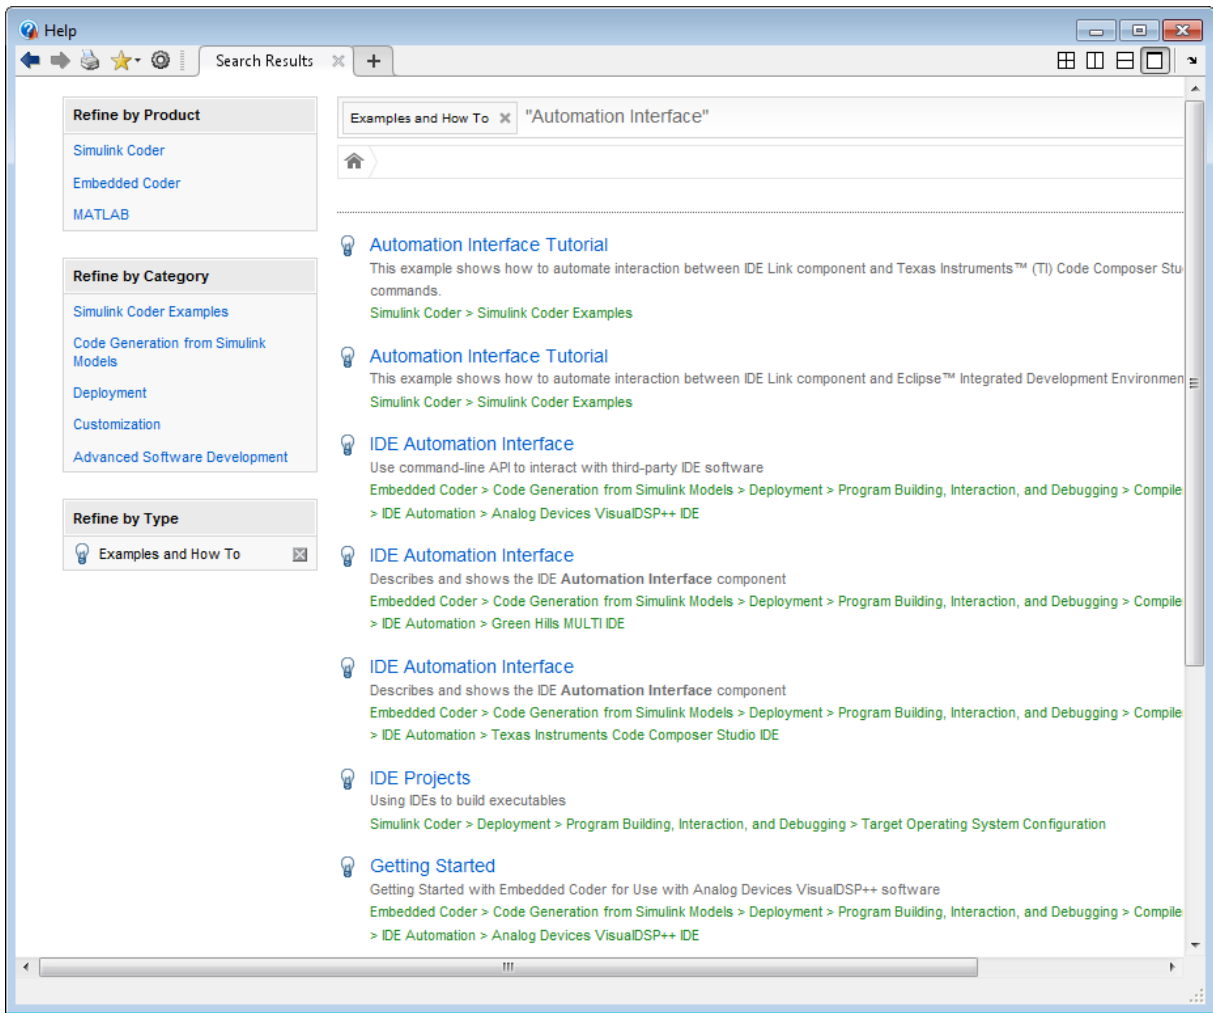 Help
Search Results
Refine by Product
Simulink Coder
Embedded Coder
MATLAB
Refine by Category
Simulink Coder Examples
Code Generation from Simulink
Models
Deployment
Customization
Advanced Software Development
Refine by Type
Examples and How To
Examples and How To "Automation Interface"
Automation Interface Tutorial
This example shows how to automate interaction between IDE Link component and Texas Instruments™ (TI) Code Composer Stu
commands.
Simulink Coder > Simulink Coder Examples
Automation Interface Tutorial
This example shows how to automate interaction between IDE Link component and Eclipse™ Integrated Development Environmen
Simulink Coder > Simulink Coder Examples
IDE Automation Interface
Use command-line API to interact with third-party IDE software
Embedded Coder > Code Generation from Simulink Models > Deployment > Program Building, Interaction, and Debugging > Compile
> IDE Automation > Analog Devices VisualDSP++ IDE
IDE Automation Interface
Describes and shows the IDE Automation Interface component
Embedded Coder > Code Generation from Simulink Models > Deployment > Program Building, Interaction, and Debugging > Compile
> IDE Automation > Green Hills MULTI IDE
IDE Automation Interface
Describes and shows the IDE Automation Interface component
Embedded Coder > Code Generation from Simulink Models > Deployment > Program Building, Interaction, and Debugging > Compile
> IDE Automation > Texas Instruments Code Composer Studio IDE
IDE Projects
Using IDEs to build executables
Simulink Coder > Deployment > Program Building, Interaction, and Debugging > Target Operating System Configuration
Getting Started
Getting Started with Embedded Coder for Use with Analog Devices VisualDSP++ software
Embedded Coder > Code Generation from Simulink Models > Deployment > Program Building, Interaction, and Debugging > Compile
> IDE Automation > Analog Devices VisualDSP++ IDE